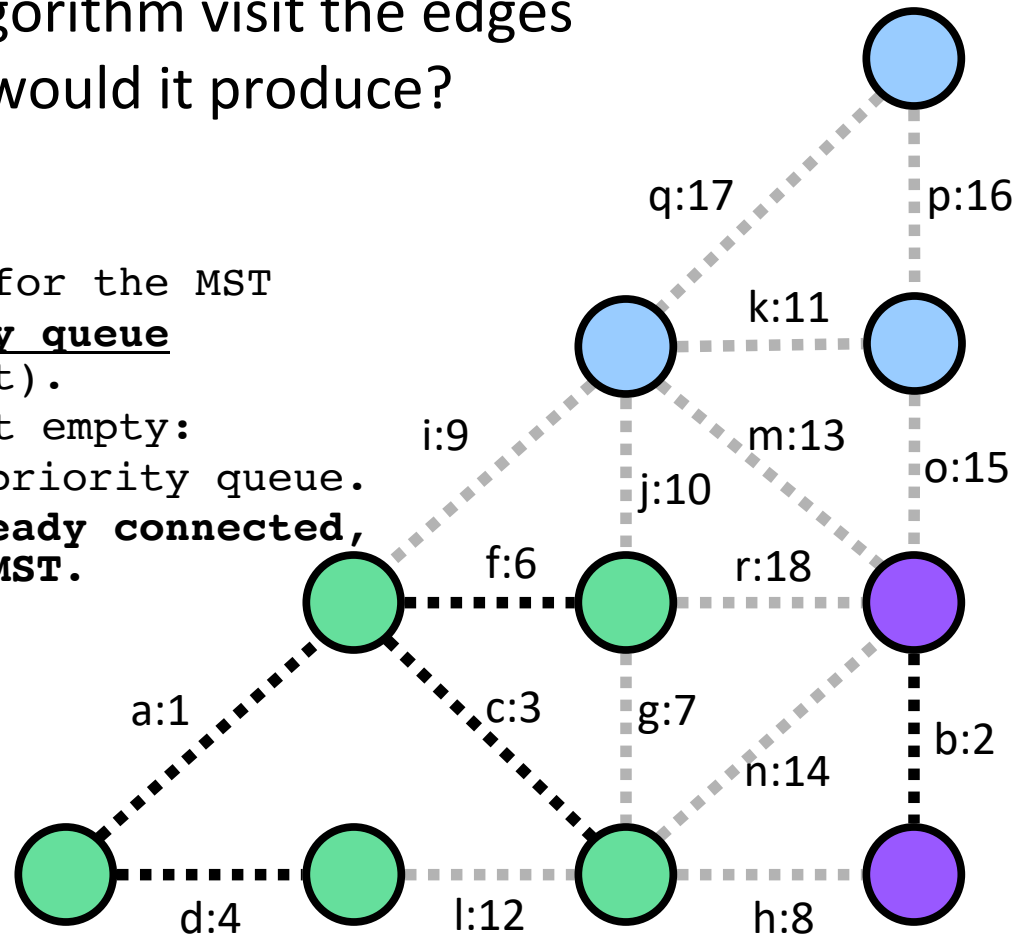 gorithm visit the edges
would it produce?
for the MST
y queue
t).
t empty:
priority queue.
eady connected,
MST.
q:17
p:16
k:11
i:9
m:13
j:10
o:15
f:6
r:18
a:1
c:3
g:7
b:2
n:14
d:4
l:12
h:8